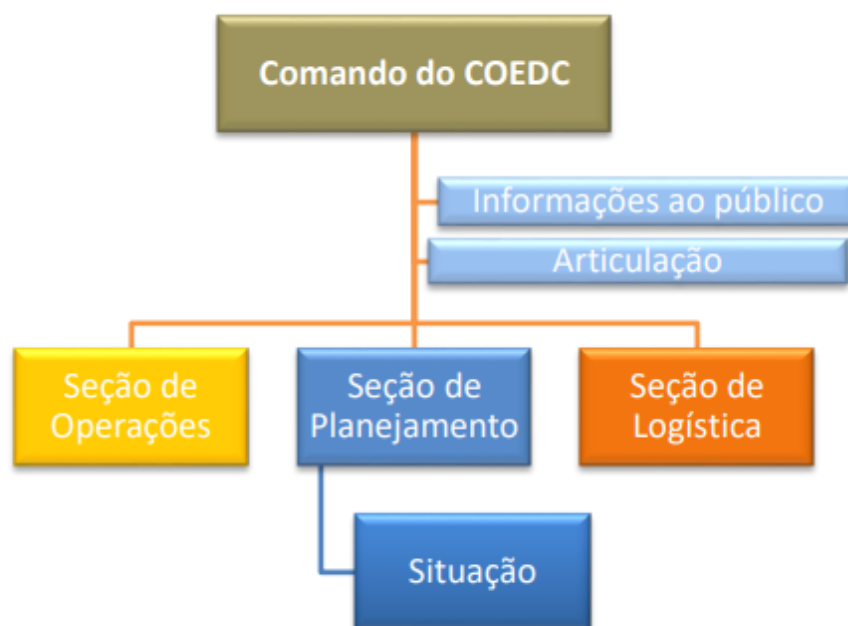 Comando do COEDC
Informações ao público
Articulação
Seção de
Operações
Seção de
Planejamento
Seção de
Logística
Situação